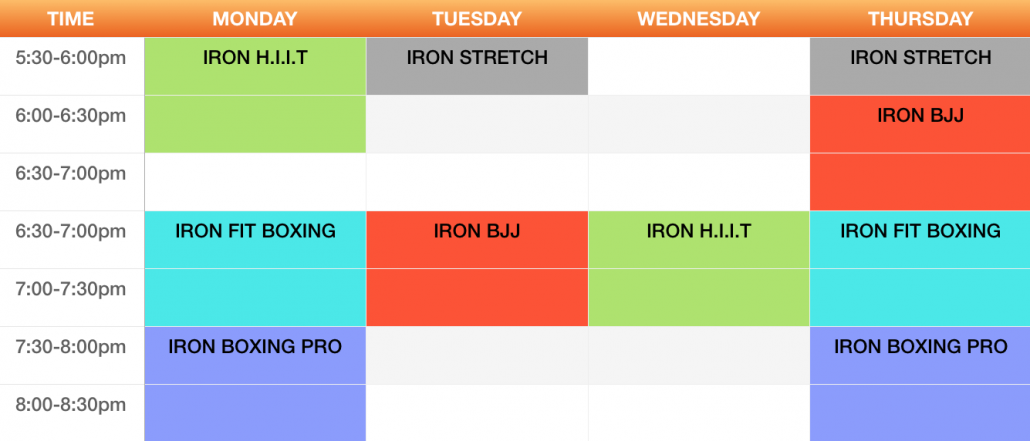 TIME MONDAY TUESDAY WEDNESDAY THURSDAY
5:30-6:00pm IRON H.I.I.T IRON STRETCH IRON STRETCH
6:00-6:30pm IRON BJJ
6:30-7:00pm
6:30-7:00pm IRON FIT BOXING IRON BJJ IRON H.I.I.T IRON FIT BOXING
7:00-7:30pm
7:30-8:00pm IRON BOXING PRO IRON BOXING PRO
8:00-8:30pm